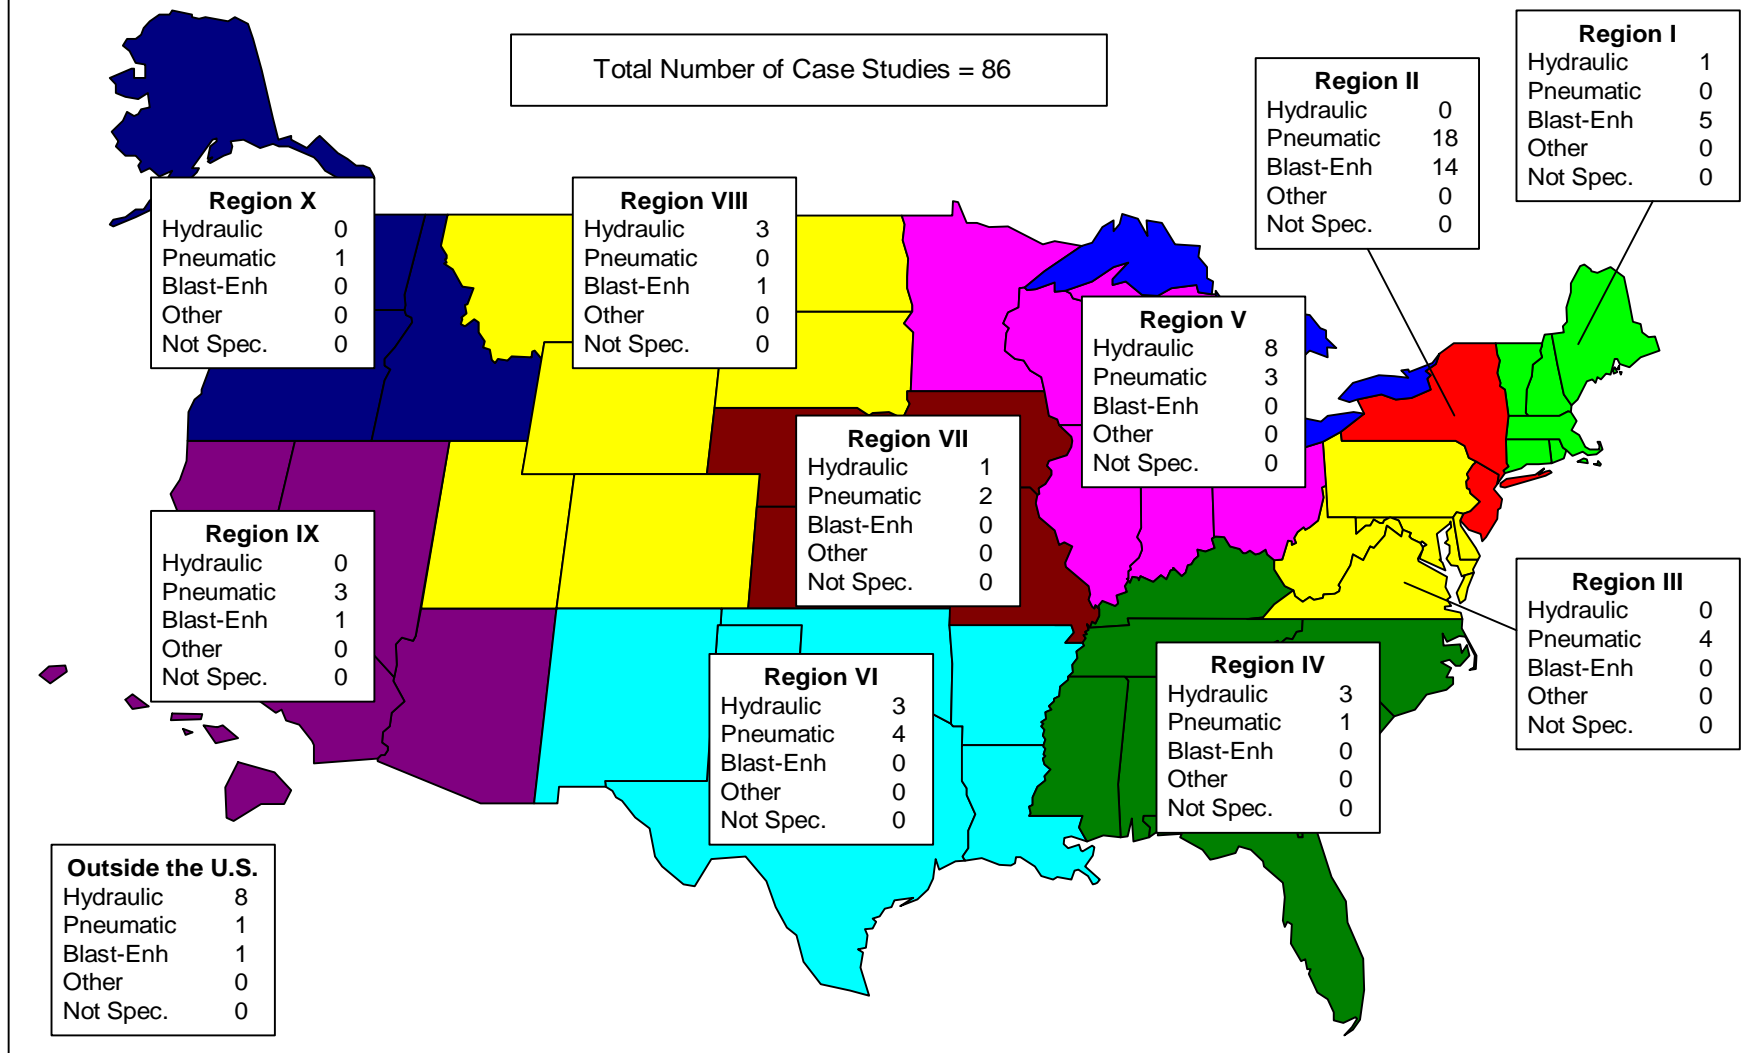 Total Number of Case Studies = 86
Region I
Hydraulic 1
Pneumatic 0
Blast-Enh 5
Other 0
Not Spec. 0
Region II
Hydraulic 0
Pneumatic 18
Blast-Enh 14
Other 0
Not Spec. 0
Region X
Hydraulic 0
Pneumatic 1
Blast-Enh 0
Other 0
Not Spec. 0
Region VIII
Hydraulic 3
Pneumatic 0
Blast-Enh 1
Other 0
Not Spec. 0
Region V
Hydraulic 8
Pneumatic 3
Blast-Enh 0
Other 0
Not Spec. 0
Region VII
Hydraulic 1
Pneumatic 2
Blast-Enh 0
Other 0
Not Spec. 0
Region IX
Hydraulic 0
Pneumatic 3
Blast-Enh 1
Other 0
Not Spec. 0
Region III
Hydraulic 0
Pneumatic 4
Blast-Enh 0
Other 0
Not Spec. 0
Region VI
Hydraulic 3
Pneumatic 4
Blast-Enh 0
Other 0
Not Spec. 0
Region IV
Hydraulic 3
Pneumatic 1
Blast-Enh 0
Other 0
Not Spec. 0
Outside the U.S.
Hydraulic 8
Pneumatic 1
Blast-Enh 1
Other 0
Not Spec. 0